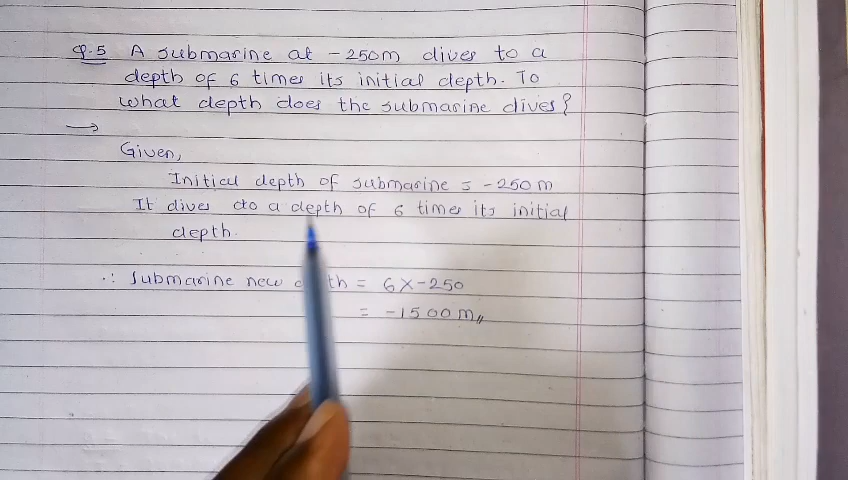 Q.5 A submarine at -250m dives to a
depth of 6 times its initial depth. To
what depth does the submarine dives?
→
Given,
Initial depth of submarine = -250 m
It dives to a depth of 6 times its initial
depth.
∴ Submarine new = 6×-250
= -1500 m,,